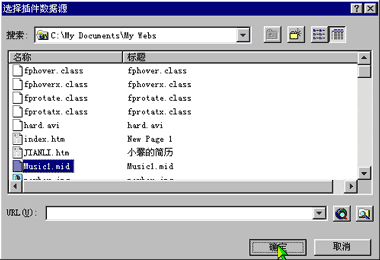 选择插件数据源
搜索: C:\My Documents\My Webs
名称 标题
fphover.class fphover.class
fphoverx.class fphoverx.class
fprotate.class fprotate.class
fprotatx.class fprotatx.class
hard.avi hard.avi
index.htm New Page 1
JIANLI.htm 小骡的简历
Music1.mid Music1.mid
URL(U):
确定 取消